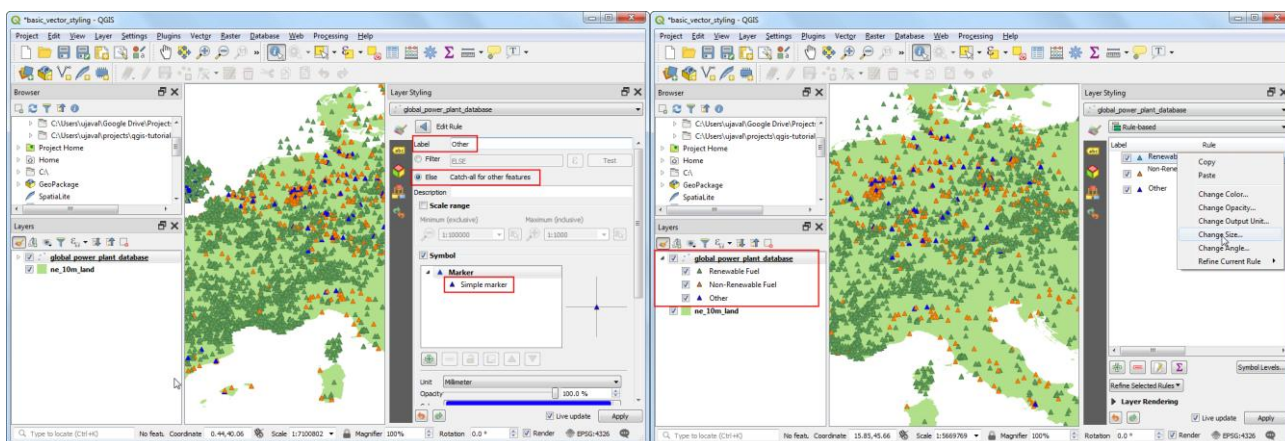 *basic_vector_styling - QGIS
Project Edit View Layer Settings Plugins Vector Raster Database Web Processing Help
Browser
C:\Users\ujaval\Google Drive\Project
C:\Users\ujaval\projects\qgis-tutorial
Project Home
Home
C:\
GeoPackage
SpatiaLite
Layers
global_power_plant_database
ne_10m_land
Layer Styling
global_power_plant_database
Edit Rule
Label Other
Filter ELSE Test
Else Catch-all for other features
Description
Scale range
Minimum (exclusive) Maximum (inclusive)
1:100000 1:1000
Symbol
Marker
Simple marker
Unit Millimeter
Opacity 100.0 %
Live update Apply
Type to locate (Ctrl+K) No feat. Coordinate 0.44,40.06 Scale 1:7100802 Magnifier 100% Rotation 0.0 ° Render EPSG:4326
*basic_vector_styling - QGIS
Project Edit View Layer Settings Plugins Vector Raster Database Web Processing Help
Browser
C:\Users\ujaval\Google Drive\Project
C:\Users\ujaval\projects\qgis-tutorial
Project Home
Home
C:\
GeoPackage
SpatiaLite
Layers
global_power_plant_database
Renewable Fuel
Non-Renewable Fuel
Other
ne_10m_land
Layer Styling
global_power_plant_database
Rule-based
Label Rule
Renewab
Non-Rene
Other
Copy
Paste
Change Color...
Change Opacity...
Change Output Unit...
Change Size...
Change Angle...
Refine Current Rule
Symbol Levels...
Refine Selected Rules
Layer Rendering
Live update Apply
Type to locate (Ctrl+K) No feat. Coordinate 15.85,45.66 Scale 1:5669769 Magnifier 100% Rotation 0.0 ° Render EPSG:4326